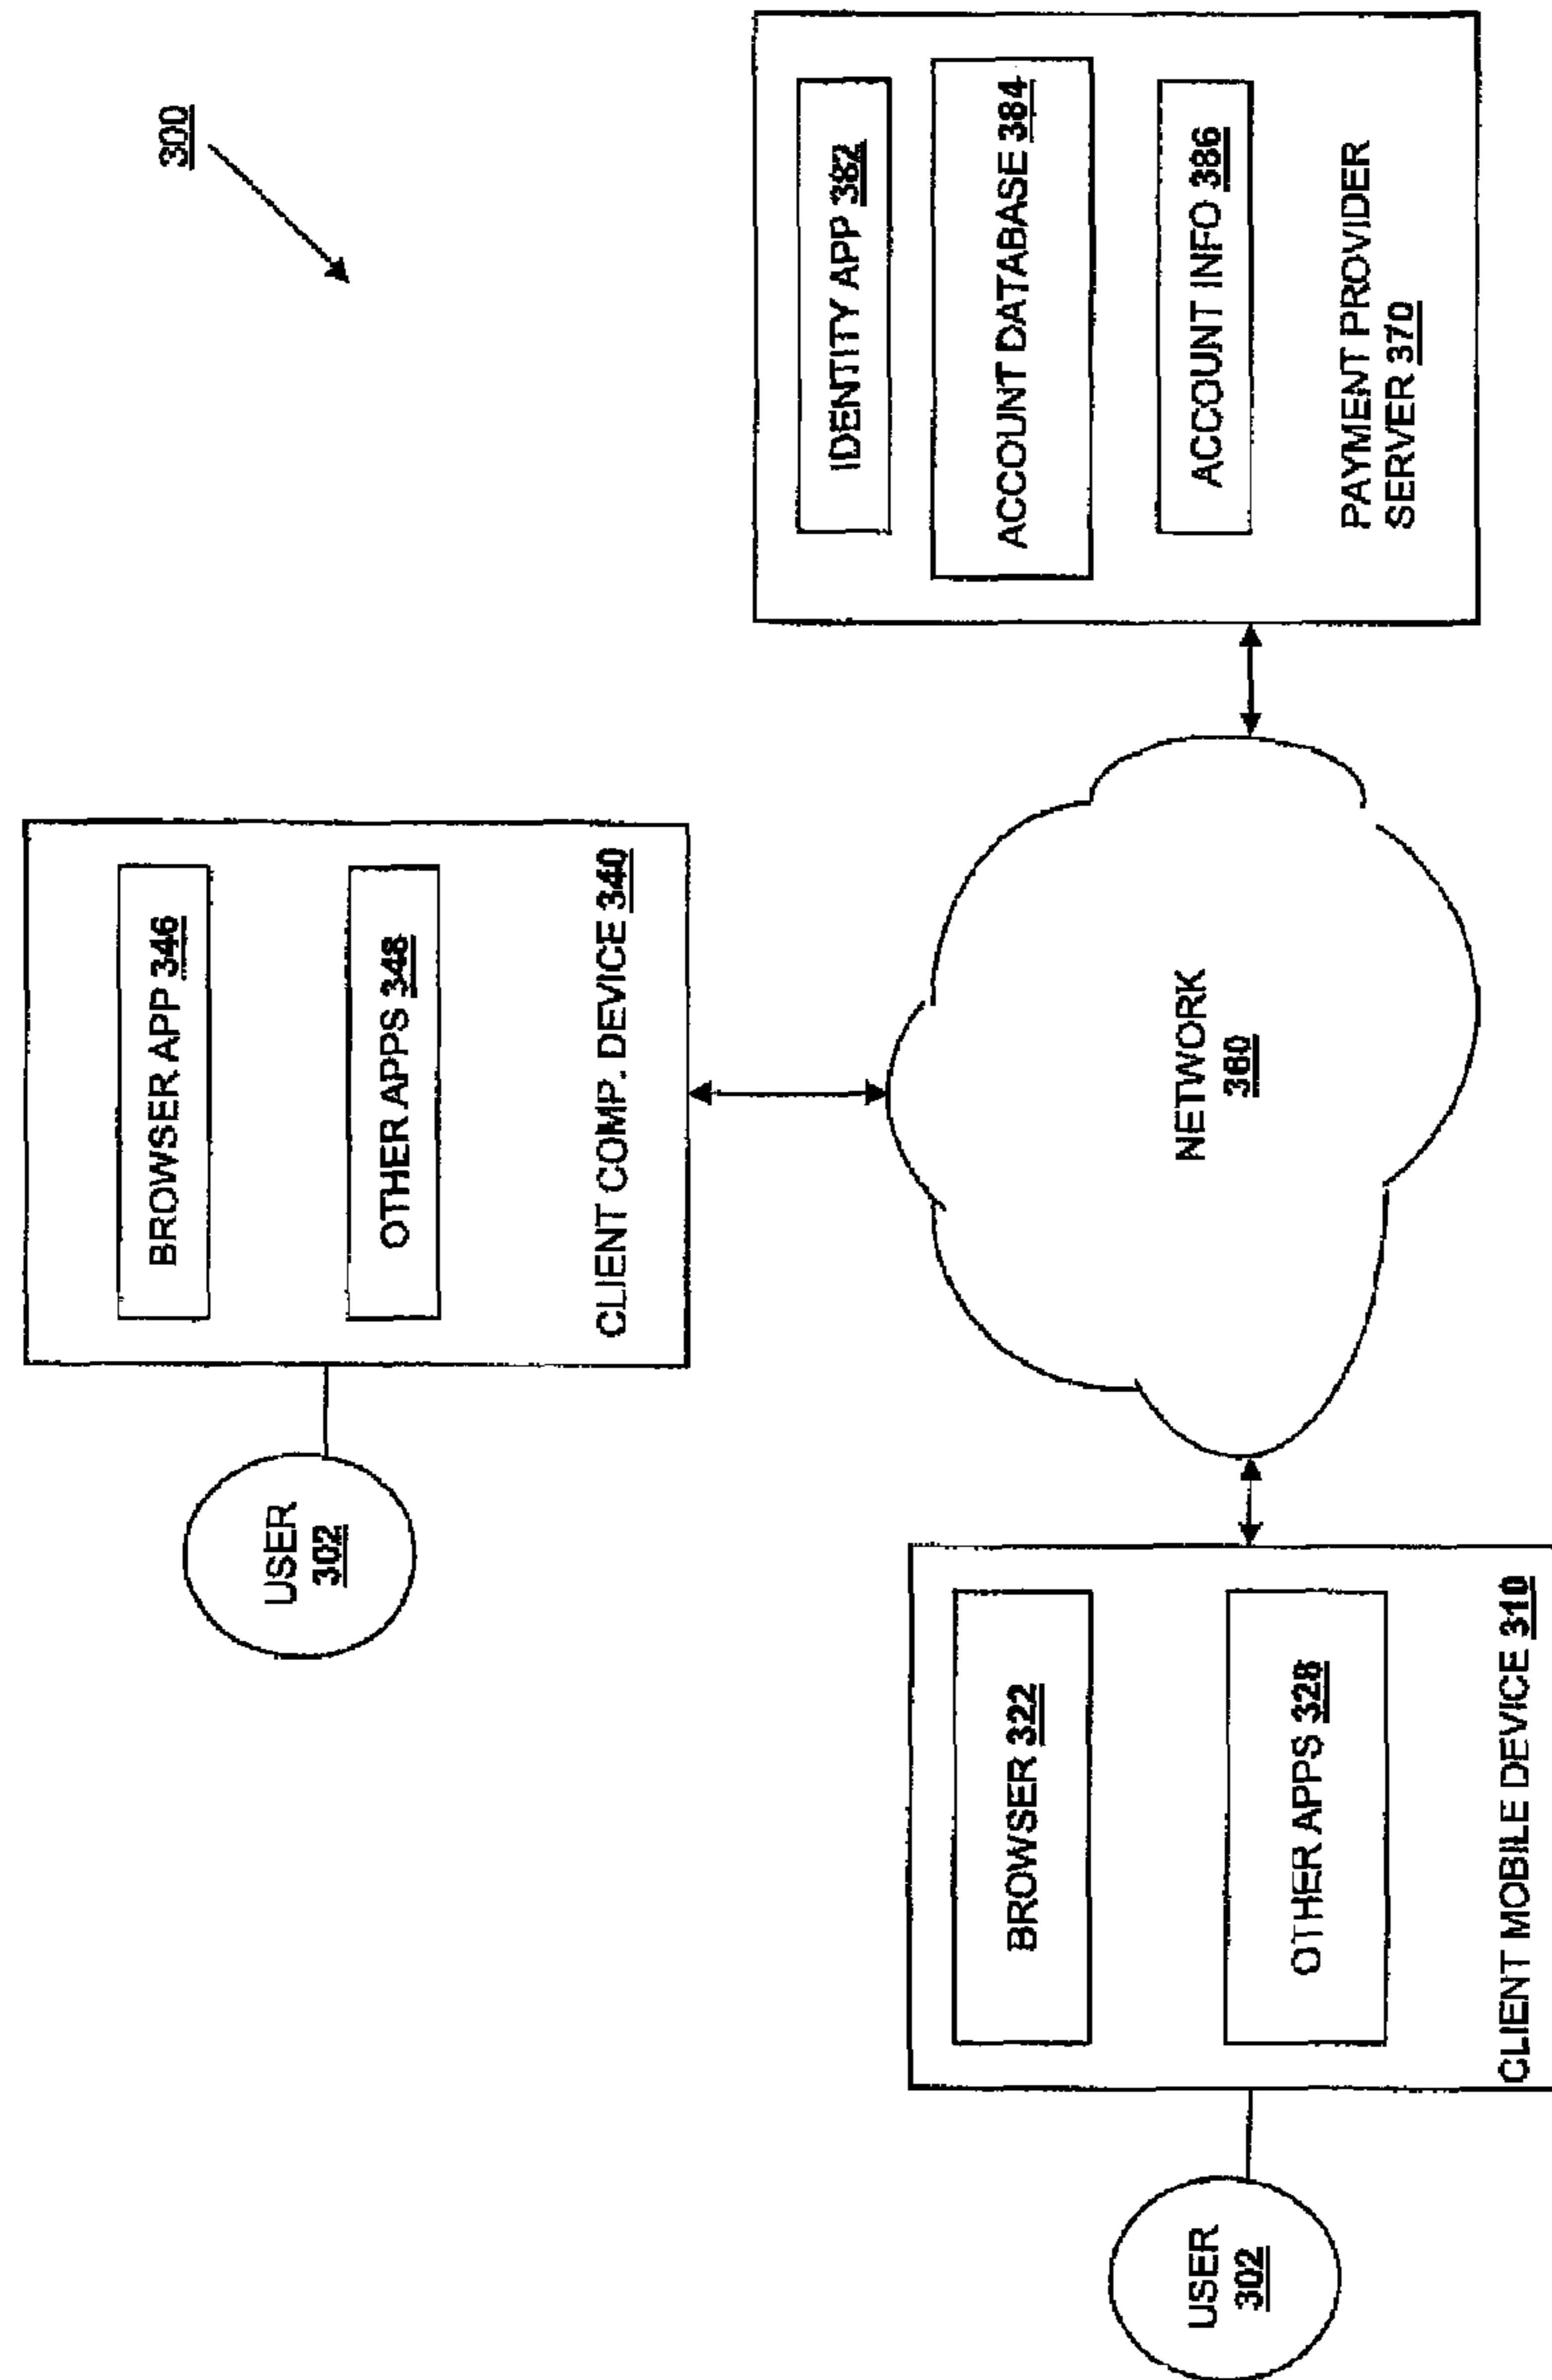 300
BROWSER APP 346
OTHER APPS 348
CLIENT COMP. DEVICE 340
USER
302
USER
302
BROWSER 322
OTHER APPS 328
CLIENT MOBILE DEVICE 310
NETWORK
360
IDENTITY APP 382
ACCOUNT DATABASE 384
ACCOUNT INFO 386
PAYMENT PROVIDER
SERVER 370